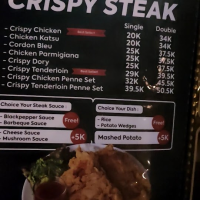 CRISPY STEAK
Single Double
- Crispy Chicken 20K 34K
- Chicken Katsu 20K 34K
- Cordon Bleu 25K 37.5K
- Chicken Parmigiana 25K 37.5K
- Crispy Dory 25K 37.5K
- Crispy Tenderloin 29K 39.5K
- Crispy Chicken Penne Set 32K 45.5K
- Crispy Tenderloin Penne Set 39.5K 50.5K
Choice Your Steak Sauce
- Blackpepper Sauce
- Barbeque Sauce
Free!
- Cheese Sauce
- Mushroom Sauce
+5K
Choice Your Dish :
- Rice
- Potato Wedges
Free!
Mashed Potato +5K